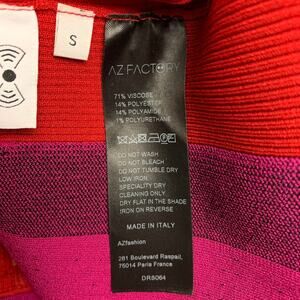 S
AZ FACTORY
71% VISCOSE
14% POLYESTER
14% POLYAMIDE
1% POLYURETHANE
DO NOT WASH
DO NOT BLEACH
DO NOT TUMBLE DRY
LOW IRON
SPECIALITY DRY
CLEANING ONLY
DRY FLAT IN THE SHADE
IRON ON REVERSE
MADE IN ITALY
AZfashion
261 Boulevard Raspail,
75014 Paris France
DRS064